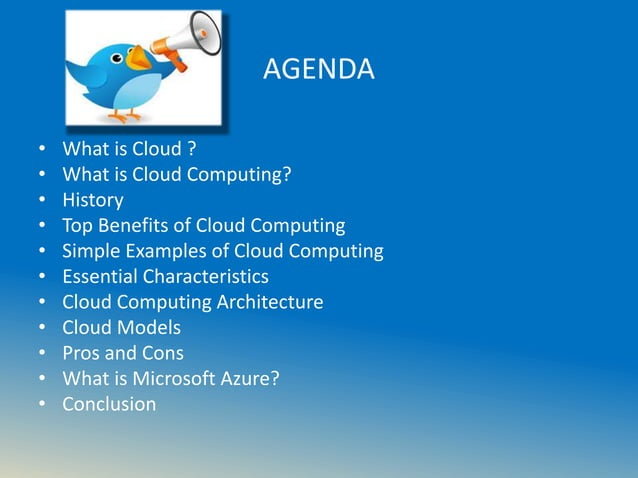 AGENDA
• What is Cloud ?
• What is Cloud Computing?
• History
• Top Benefits of Cloud Computing
• Simple Examples of Cloud Computing
• Essential Characteristics
• Cloud Computing Architecture
• Cloud Models
• Pros and Cons
• What is Microsoft Azure?
• Conclusion